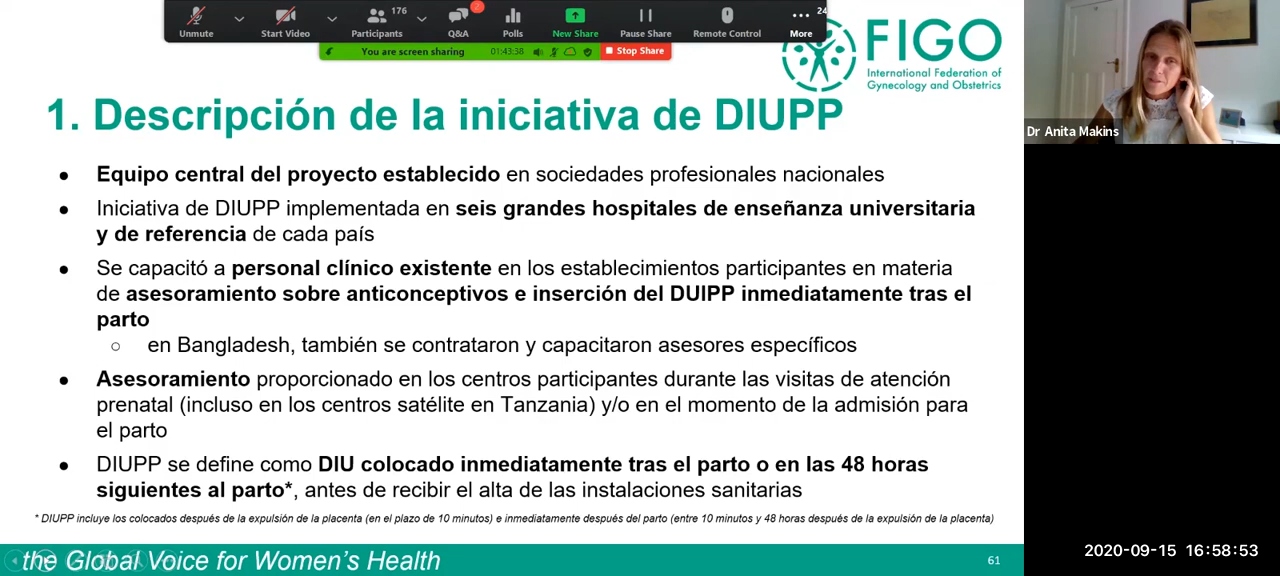 176
24
Unmute
Start Video
Participants
Q&A
Polls
New Share
Pause Share
Remote Control
More
You are screen sharing
01:43:38
Stop Share
FIGO
International Federation of
Gynecology and Obstetrics
Dr Anita Makins
1. Descripción de la iniciativa de DIUPP
● Equipo central del proyecto establecido en sociedades profesionales nacionales
● Iniciativa de DIUPP implementada en seis grandes hospitales de enseñanza universitaria
y de referencia de cada país
● Se capacitó a personal clínico existente en los establecimientos participantes en materia
de asesoramiento sobre anticonceptivos e inserción del DUIPP inmediatamente tras el
parto
○ en Bangladesh, también se contrataron y capacitaron asesores específicos
● Asesoramiento proporcionado en los centros participantes durante las visitas de atención
prenatal (incluso en los centros satélite en Tanzania) y/o en el momento de la admisión para
el parto
● DIUPP se define como DIU colocado inmediatamente tras el parto o en las 48 horas
siguientes al parto*, antes de recibir el alta de las instalaciones sanitarias
* DIUPP incluye los colocados después de la expulsión de la placenta (en el plazo de 10 minutos) e inmediatamente después del parto (entre 10 minutos y 48 horas después de la expulsión de la placenta)
the Global Voice for Women's Health
61
2020-09-15 16:58:53